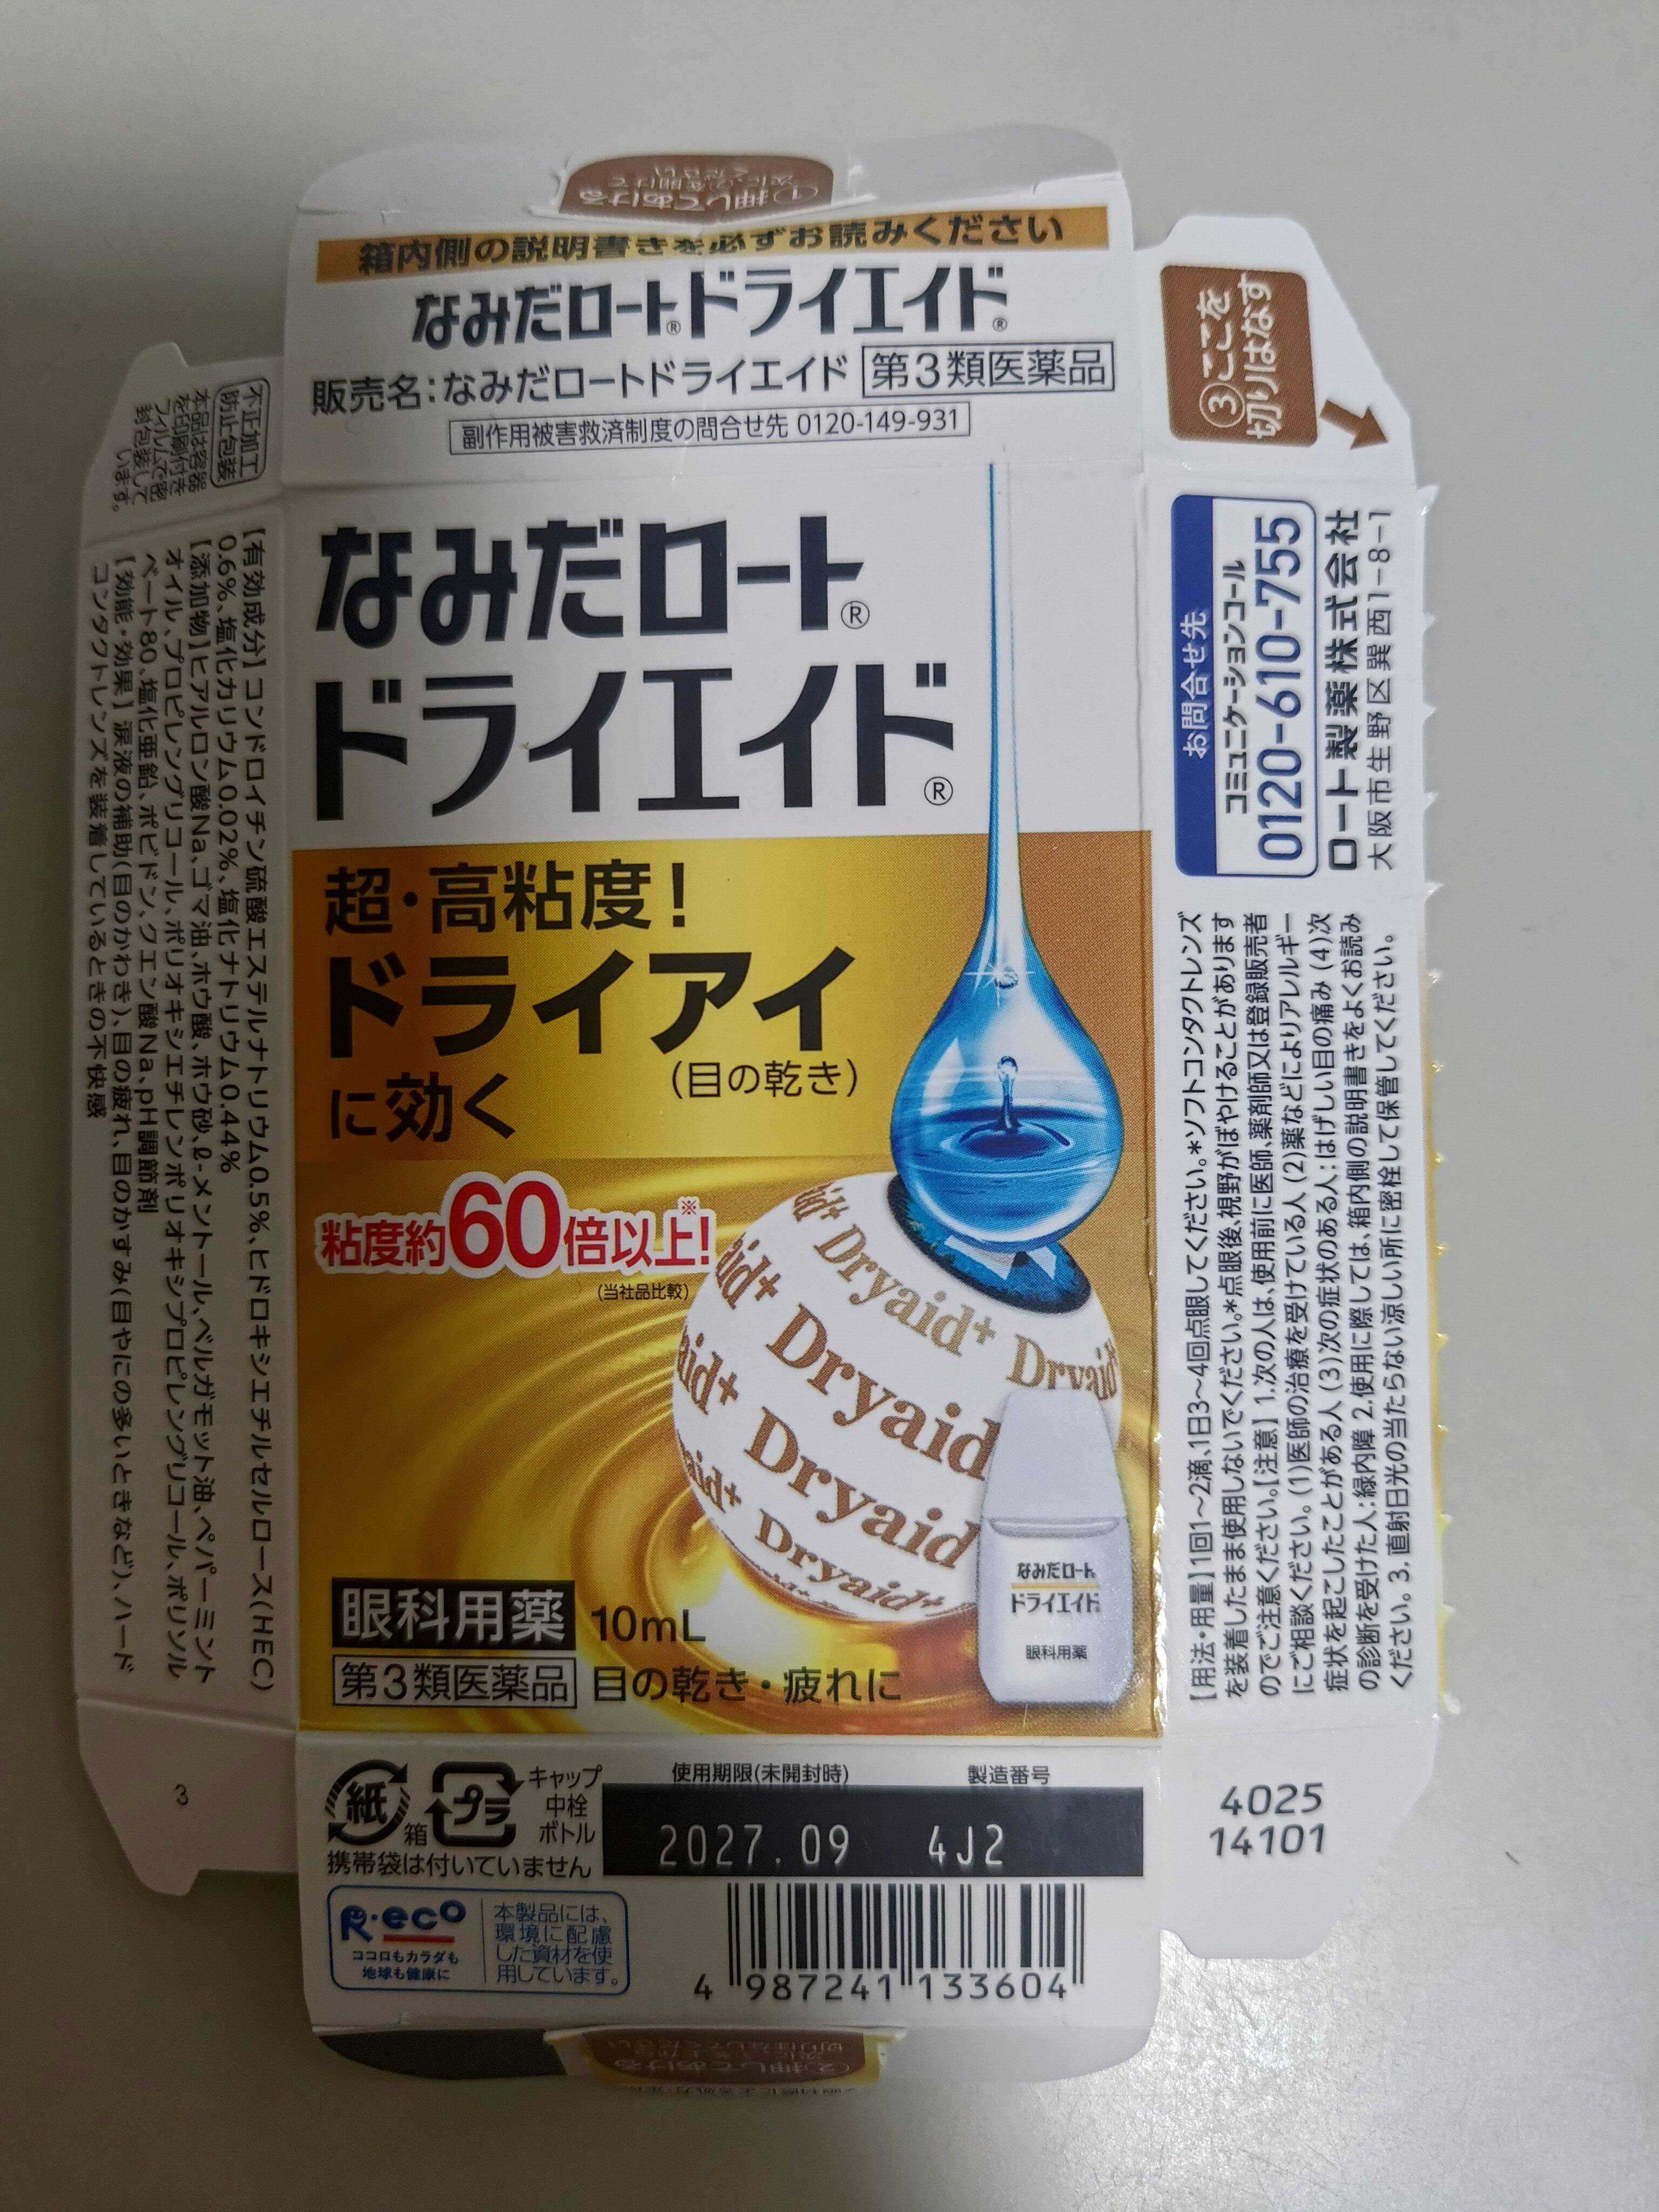 ①押してあける
次に②を開けて
ください
箱内側の説明書きを必ずお読みください
なみだロート®ドライエイド®
販売名:なみだロートドライエイド 第3類医薬品
副作用被害救済制度の問合せ先 0120-149-931
なみだロート®
ドライエイド®
超・高粘度!
ドライアイ
(目の乾き)
に効く
粘度約60倍以上!※
(当社品比較)
Dryaid+
Dryaid+ Dryaid+
Dryaid
Dryaid
Dryaid+
なみだロート
ドライエイド
眼科用薬
眼科用薬 10mL
第3類医薬品 目の乾き・疲れに
紙 箱 プラ キャップ
中栓
ボトル
携帯袋は付いていません
使用期限(未開封時) 製造番号
2027.09 4J2
R・eco
ココロもカラダも
地球も健康に
本製品には、
環境に配慮
した資材を使
用しています。
4 987241 133604
②押してあける
不正加工
防止包装
本品は容器
を印刷付き
フィルムで密
封包装して
います。
【有効成分】コンドロイチン硫酸エステルナトリウム0.5%、ヒドロキシエチルセルロース(HEC)
0.6%、塩化カリウム0.02%、塩化ナトリウム0.44%
【添加物】ヒアルロン酸Na、ゴマ油、ホウ酸、ホウ砂、ℓ-メントール、ベルガモット油、ペパーミント
オイル、プロピレングリコール、ポリオキシエチレンポリオキシプロピレングリコール、ポリソル
ベート80、塩化亜鉛、ポビドン、クエン酸Na、pH調節剤
【効能・効果】涙液の補助(目のかわき)、目の疲れ、目のかすみ(目やにの多いときなど)、ハード
コンタクトレンズを装着しているときの不快感
3
③ここを
切りはなす
お問合せ先
コミュニケーションコール
0120-610-755
ロート製薬株式会社
大阪市生野区巽西1-8-1
【用法・用量】1回1〜2滴、1日3〜4回点眼してください。*ソフトコンタクトレンズ
を装着したまま使用しないでください。*点眼後、視野がぼやけることがあります
のでご注意ください。【注意】1.次の人は、使用前に医師、薬剤師又は登録販売者
にご相談ください。(1)医師の治療を受けている人 (2)薬などによりアレルギー
症状を起こしたことがある人 (3)次の症状のある人:はげしい目の痛み (4)次
の診断を受けた人:緑内障 2.使用に際しては、箱内側の説明書きをよくお読み
ください。3.直射日光の当たらない涼しい所に密栓して保管してください。
4025
14101